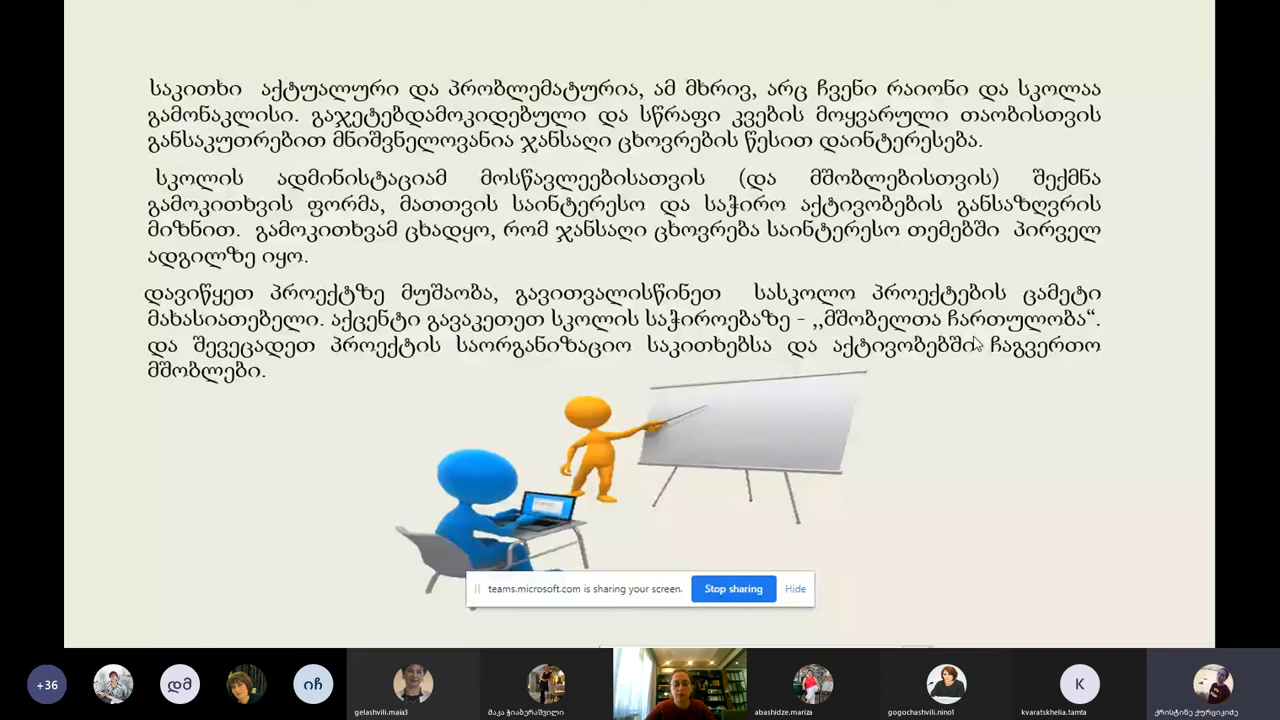 საკითხი აქტუალური და პრობლემატურია, ამ მხრივ, არც ჩვენი რაიონი და სკოლაა
გამონაკლისი. გაჯეტებდამოკიდებული და სწრაფი კვების მოყვარული თაობისთვის
განსაკუთრებით მნიშვნელოვანია ჯანსაღი ცხოვრების წესით დაინტერესება.
სკოლის ადმინისტაციამ მოსწავლეებისათვის (და მშობლებისთვის) შექმნა
გამოკითხვის ფორმა, მათთვის საინტერესო და საჭირო აქტივობების განსაზღვრის
მიზნით. გამოკითხვამ ცხადყო, რომ ჯანსაღი ცხოვრება საინტერესო თემებში პირველ
ადგილზე იყო.
დავიწყეთ პროექტზე მუშაობა, გავითვალისწინეთ სასკოლო პროექტების ცამეტი
მახასიათებელი. აქცენტი გავაკეთეთ სკოლის საჭიროებაზე - ,,მშობელთა ჩართულობა“.
და შევეცადეთ პროექტის საორგანიზაციო საკითხებსა და აქტივობებში ჩაგვერთო
მშობლები.
teams.microsoft.com is sharing your screen. Stop sharing Hide
+36 დმ იჩ K
gelashvili.maia3 მაკა ჭიაბერაშვილი abashidze.mariza gogochashvili.nino1 kvaratskhelia.tamta ქრისტინე ქურციკიძე